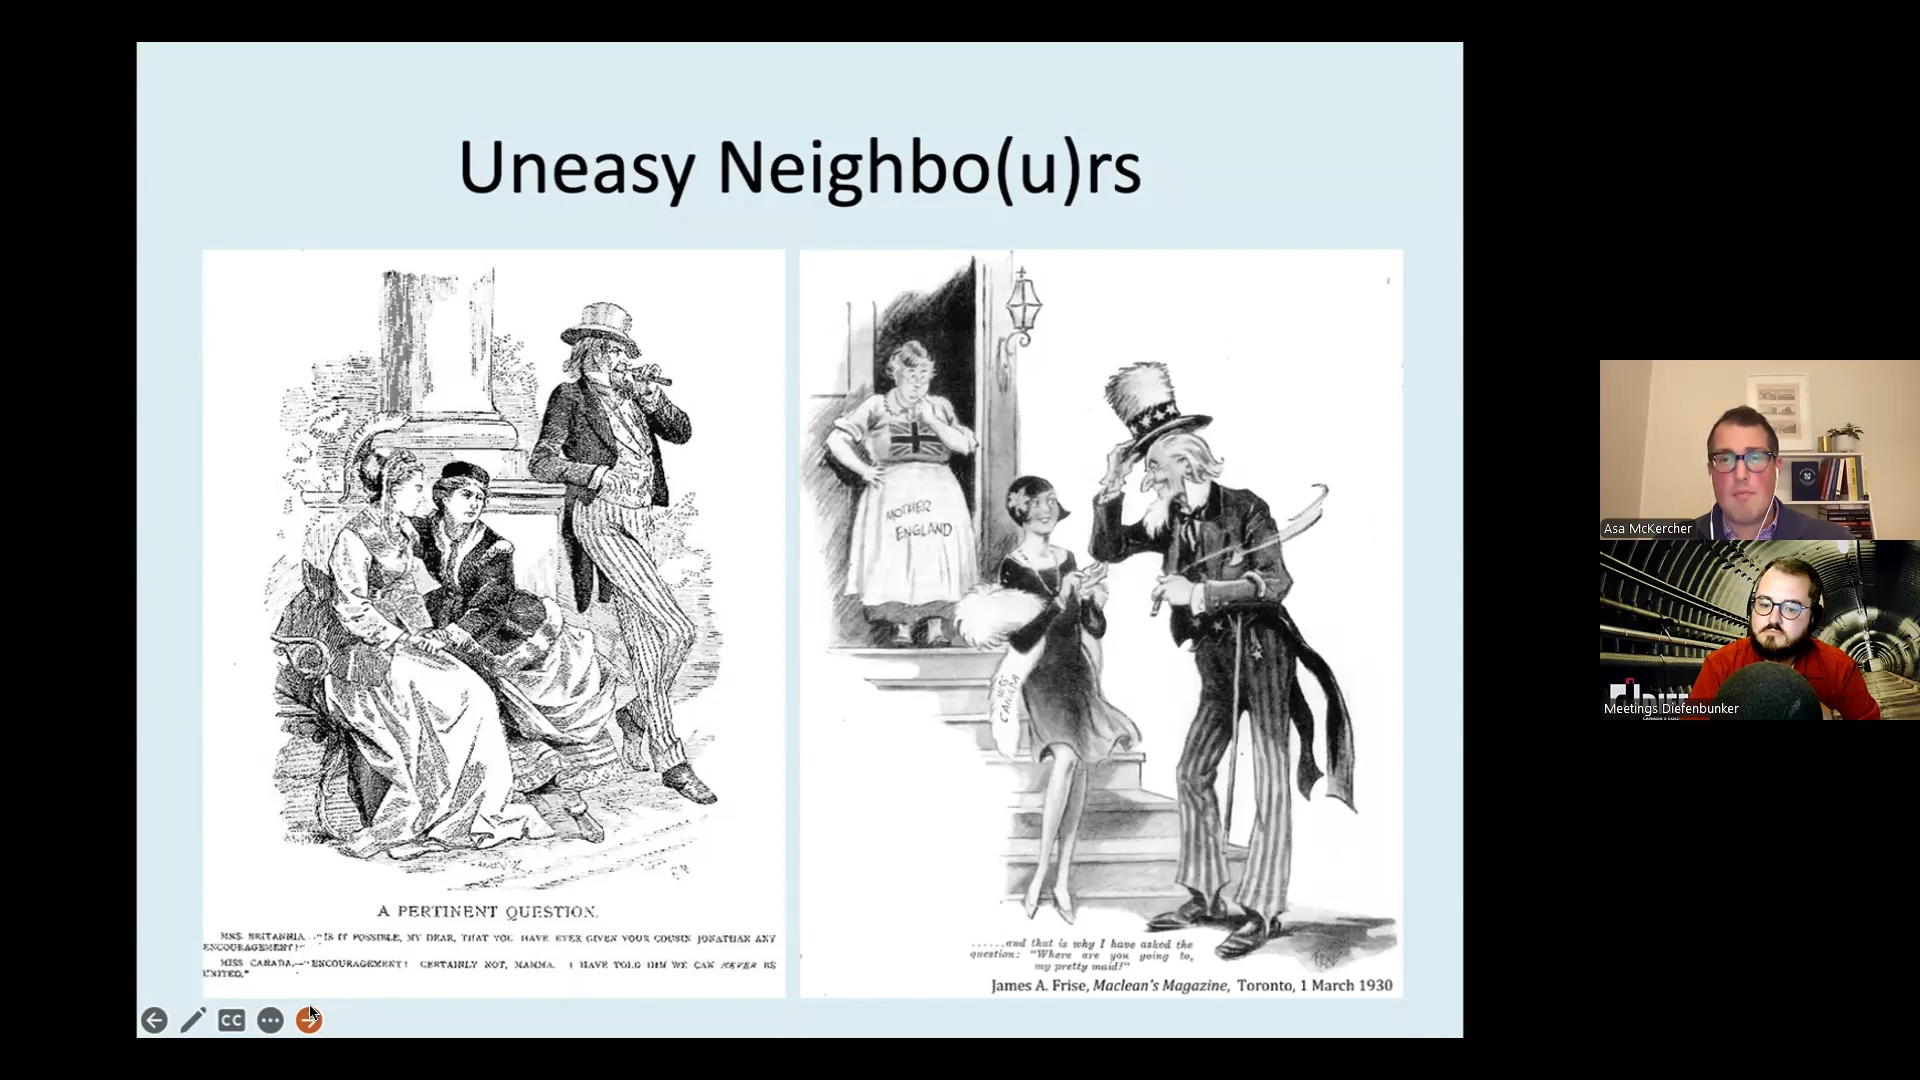 Uneasy Neighbo(u)rs
MOTHER
ENGLAND
MISS
CANADA
A PERTINENT QUESTION.
MRS. BRITANNIA.—"IS IT POSSIBLE, MY DEAR, THAT YOU HAVE EVER GIVEN YOUR COUSIN JONATHAN ANY
ENCOURAGEMENT?"
MISS CANADA.—"ENCOURAGEMENT! CERTAINLY NOT, MAMMA. I HAVE TOLD HIM WE CAN NEVER BE
UNITED."
......and that is why I have asked the
question: "Where are you going to,
my pretty maid?"
James A. Frise, Maclean's Magazine, Toronto, 1 March 1930
CC
Asa McKercher
Meetings Diefenbunker